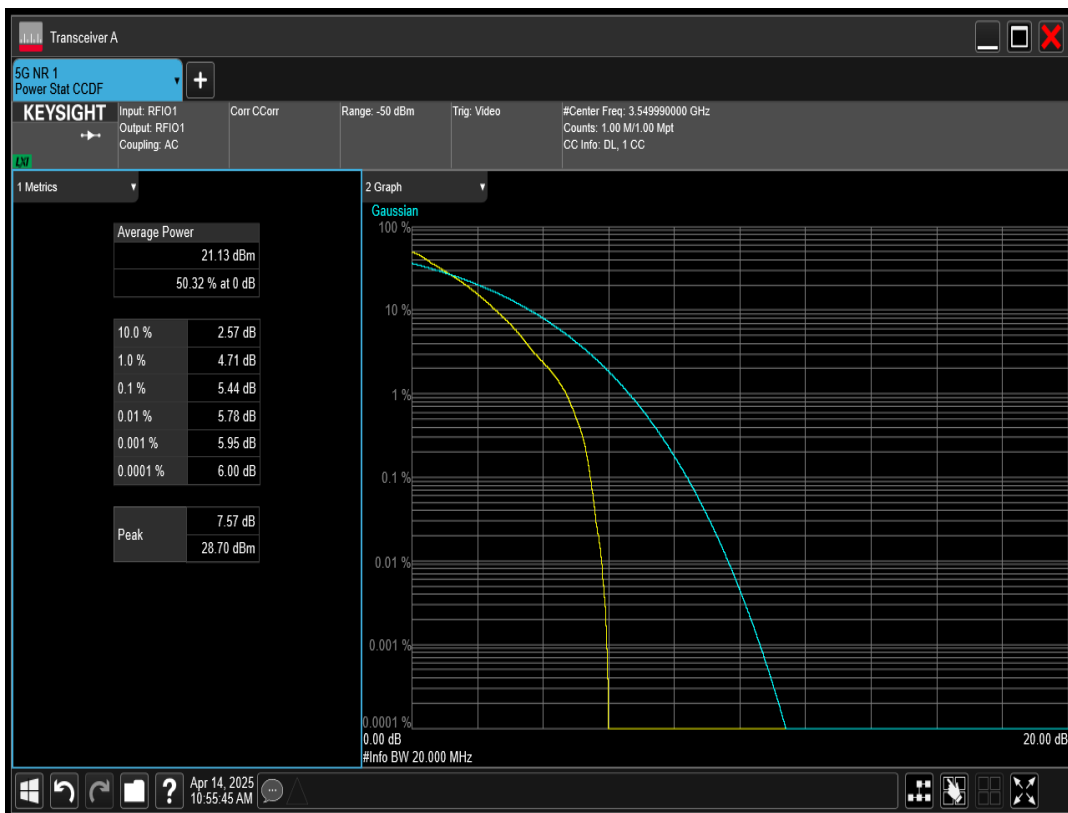 Transceiver A
5G NR 1
Power Stat CCDF
KEYSIGHT
LXI
Input: RFIO1
Output: RFIO1
Coupling: AC
Corr CCorr
Range: -50 dBm
Trig: Video
#Center Freq: 3.549990000 GHz
Counts: 1.00 M/1.00 Mpt
CC Info: DL, 1 CC
1 Metrics
Average Power
21.13 dBm
50.32 % at 0 dB
10.0 % 2.57 dB
1.0 % 4.71 dB
0.1 % 5.44 dB
0.01 % 5.78 dB
0.001 % 5.95 dB
0.0001 % 6.00 dB
Peak
7.57 dB
28.70 dBm
2 Graph
Gaussian
100 %
10 %
1 %
0.1 %
0.01 %
0.001 %
0.0001 %
0.00 dB
20.00 dB
#Info BW 20.000 MHz
Apr 14, 2025
10:55:45 AM